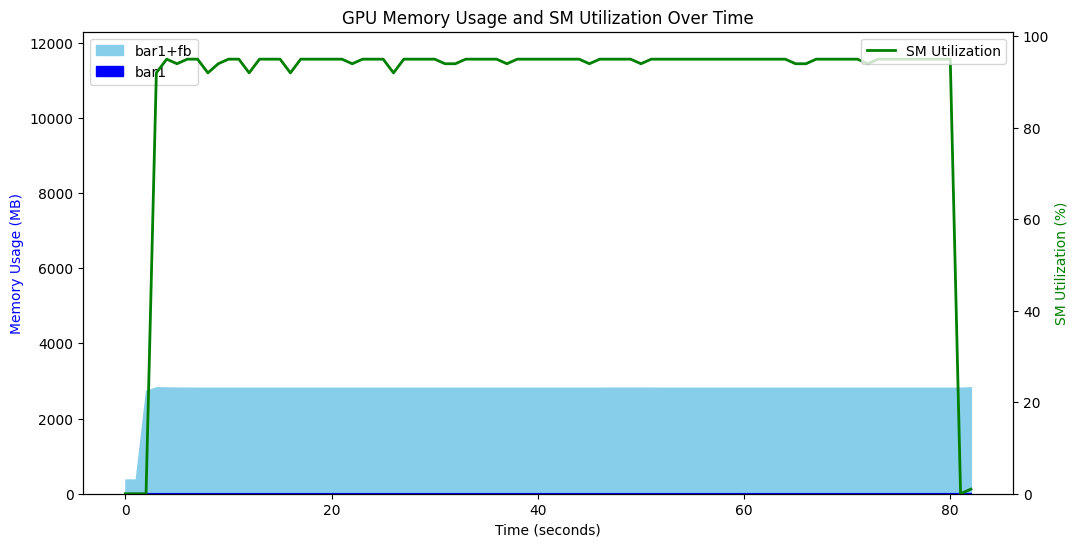 GPU Memory Usage and SM Utilization Over Time
bar1+fb
bar1
SM Utilization
Memory Usage (MB)
12000
10000
8000
6000
4000
2000
0
100
80
60
40
20
0
SM Utilization (%)
0
20
40
60
80
Time (seconds)